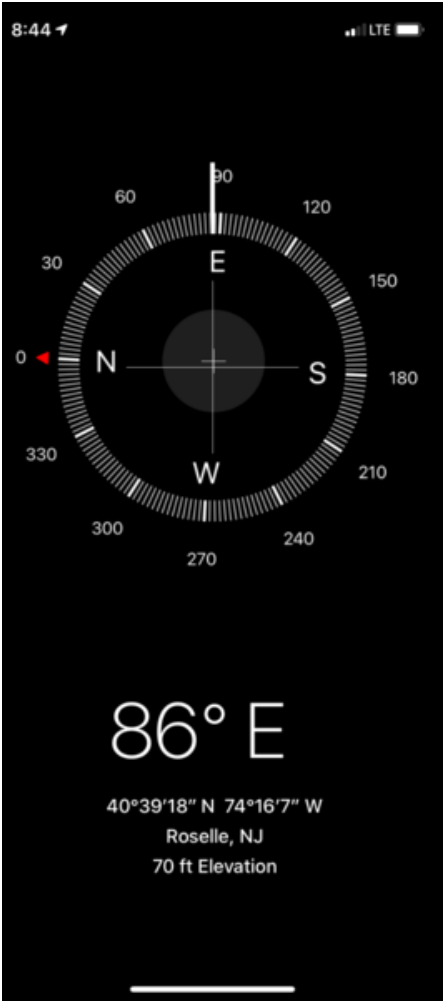 8:44 LTE
90
60 120
E
30 150
0 N S 180
330 W 210
300 240
270
86° E
40°39'18" N 74°16'7" W
Roselle, NJ
70 ft Elevation